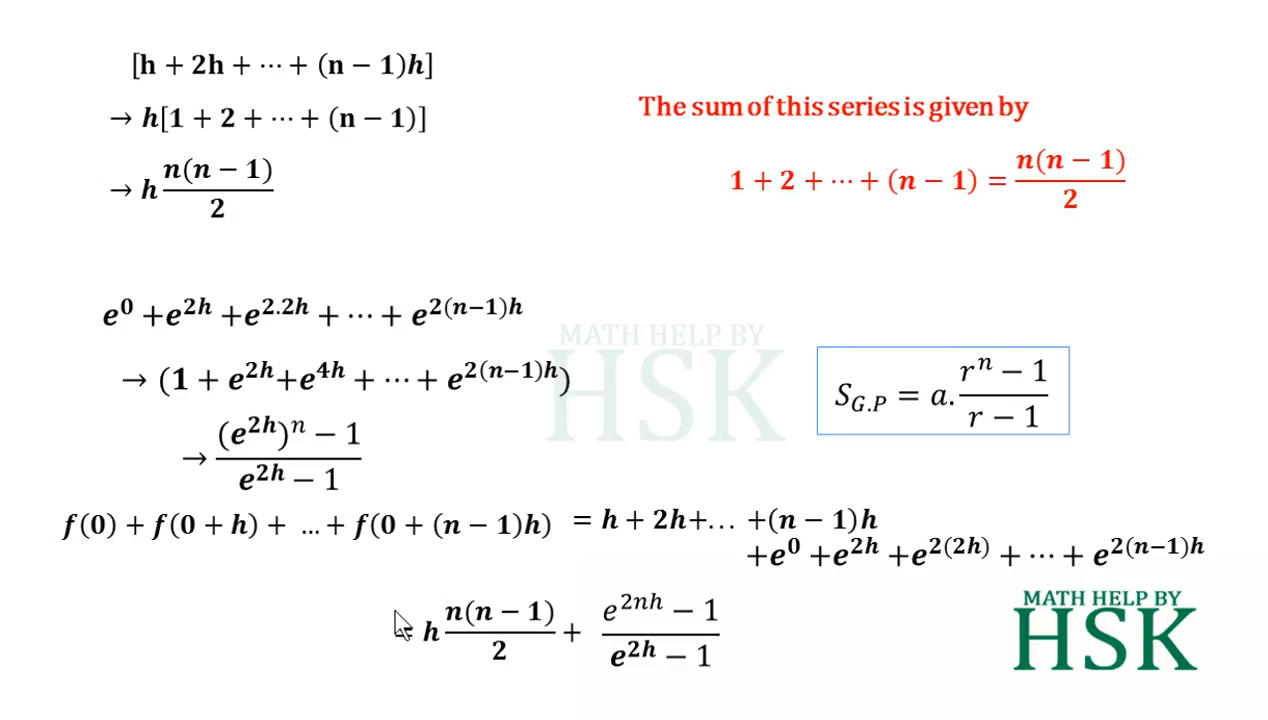 [h + 2h + ⋯ + (n − 1)h]
→ h[1 + 2 + ⋯ + (n − 1)]
→ h n(n − 1)/2
The sum of this series is given by
1 + 2 + ⋯ + (n − 1) = n(n − 1)/2
e^0 +e^{2h} +e^{2.2h} + ⋯ + e^{2(n−1)h}
→ (1 + e^{2h}+e^{4h} + ⋯ + e^{2(n−1)h})
→ ((e^{2h})^n − 1)/(e^{2h} − 1)
MATH HELP BY
HSK
S_{G.P} = a. (r^n − 1)/(r − 1)
f(0) + f(0 + h) + … + f(0 + (n − 1)h) = h + 2h+… +(n − 1)h
+e^0 +e^{2h} +e^{2(2h)} + ⋯ + e^{2(n−1)h}
= h n(n − 1)/2 + (e^{2nh} − 1)/(e^{2h} − 1)
MATH HELP BY
HSK